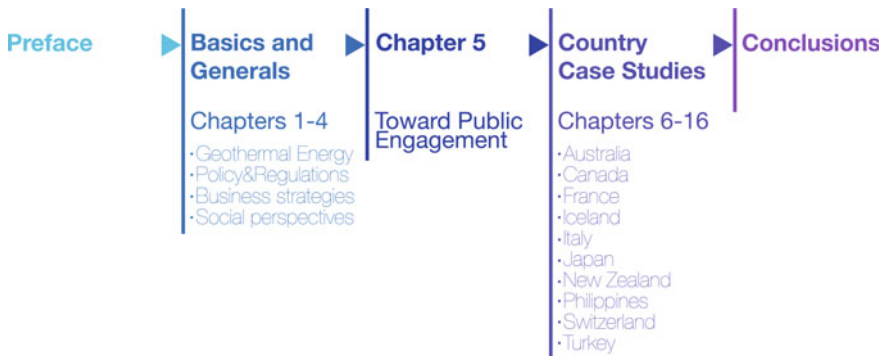 Preface
Basics and
Generals
Chapters 1-4
·Geothermal Energy
·Policy&Regulations
·Business strategies
·Social perspectives
Chapter 5
Toward Public
Engagement
Country
Case Studies
Chapters 6-16
·Australia
·Canada
·France
·Iceland
·Italy
·Japan
·New Zealand
·Philippines
·Switzerland
·Turkey
Conclusions